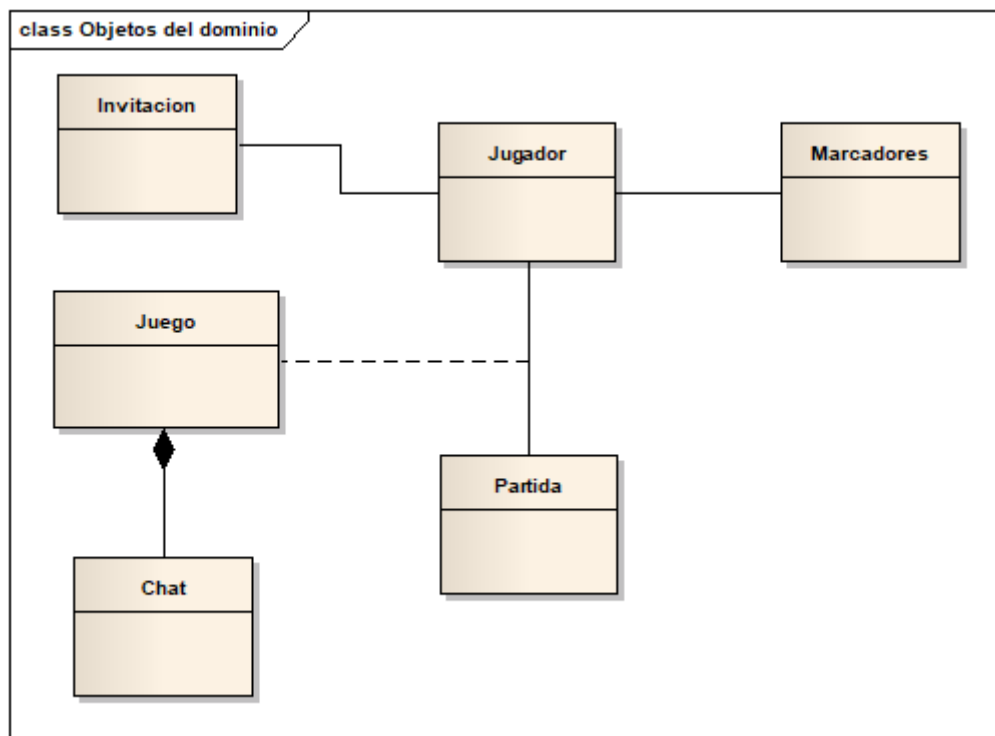 class Objetos del dominio
Invitacion
Jugador
Marcadores
Juego
Partida
Chat